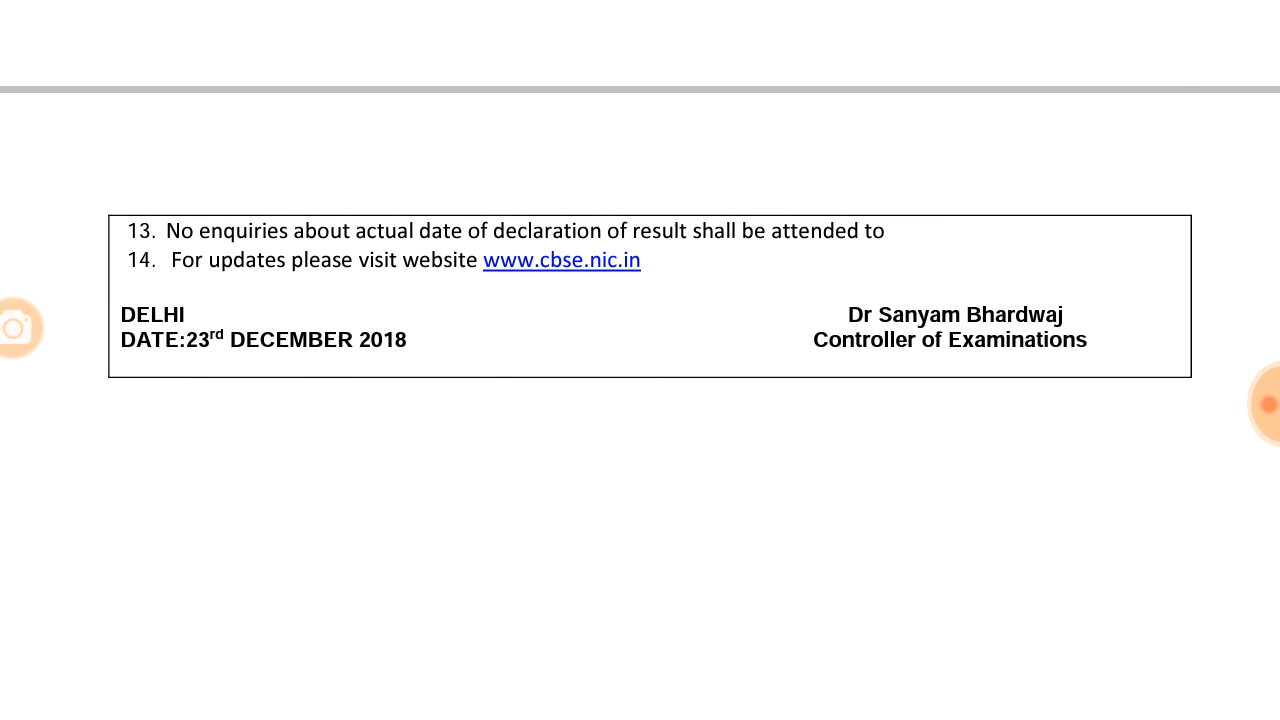 13. No enquiries about actual date of declaration of result shall be attended to
14. For updates please visit website www.cbse.nic.in
DELHI
Dr Sanyam Bhardwaj
DATE:23rd DECEMBER 2018
Controller of Examinations